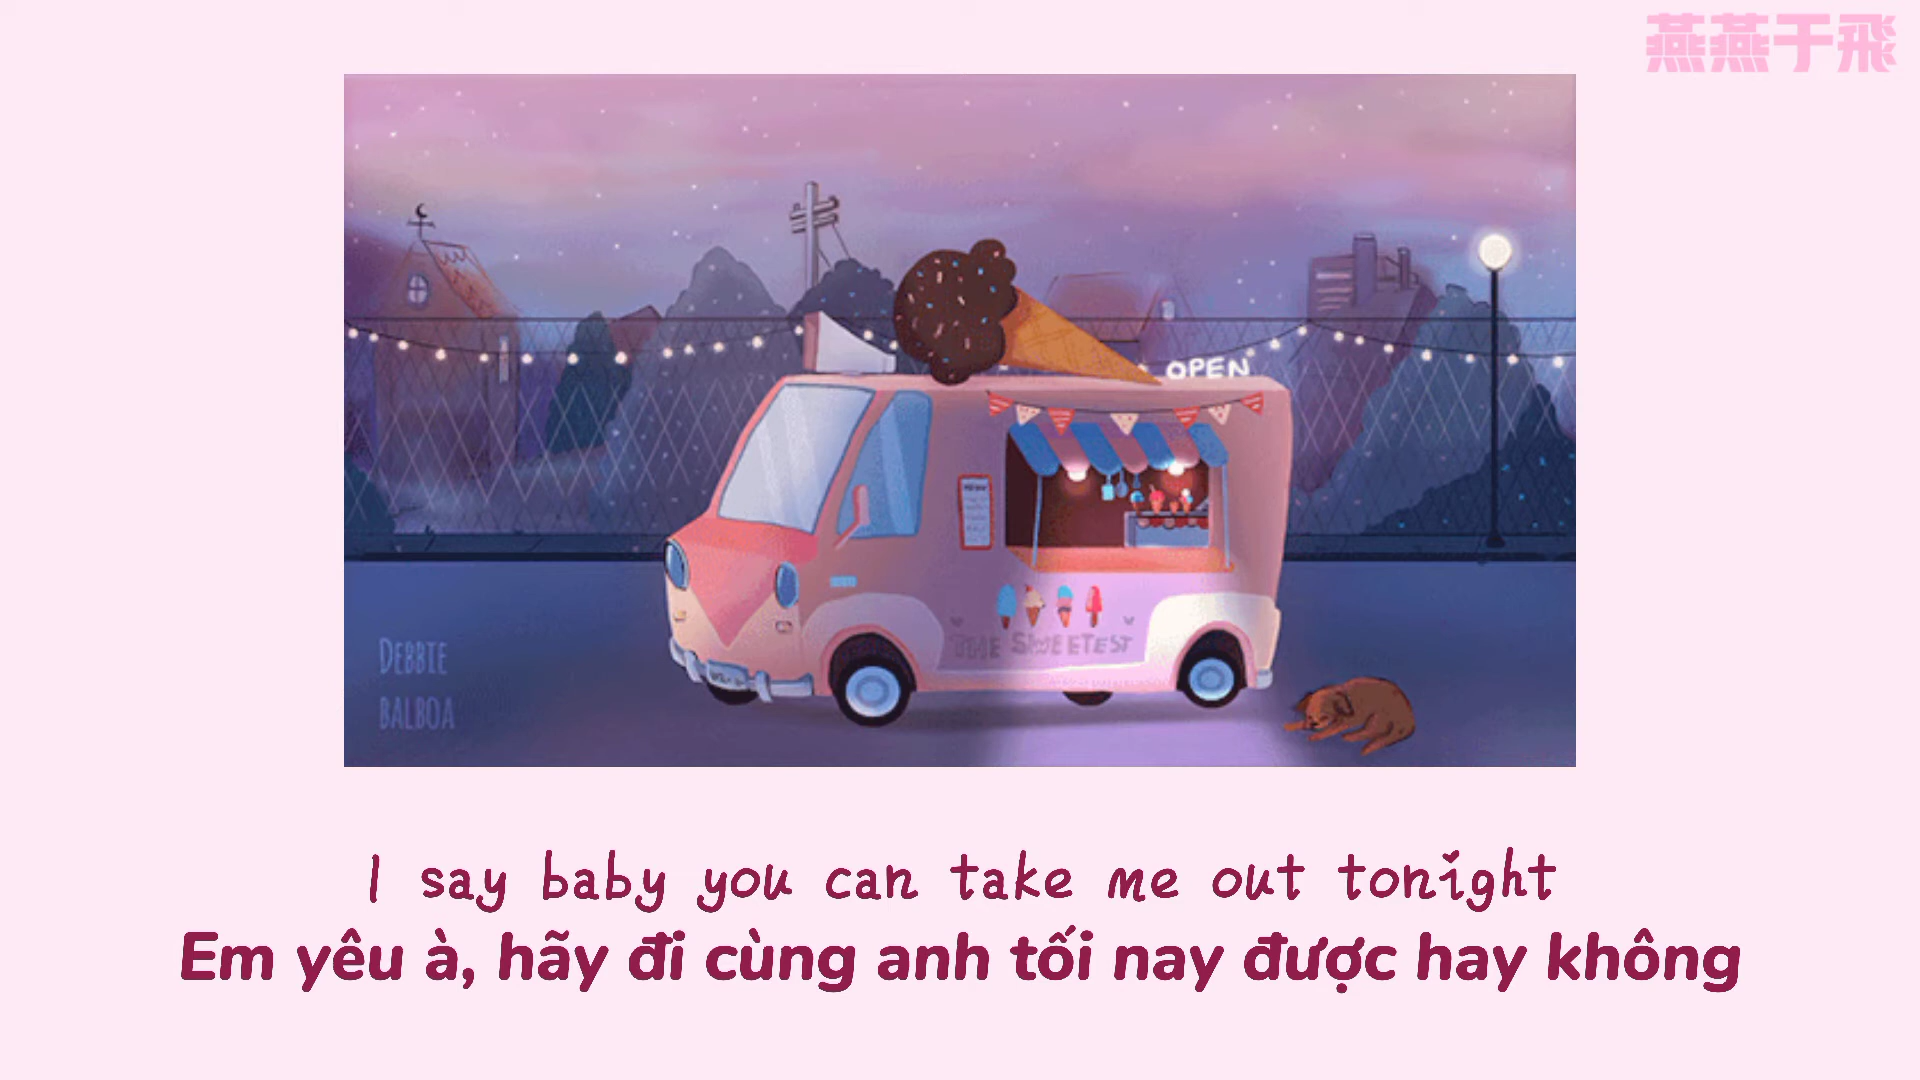 燕燕于飛
OPEN
THE SWEETEST
DEBBIE
BALBOA
I say baby you can take me out tonight
Em yêu à, hãy đi cùng anh tối nay được hay không